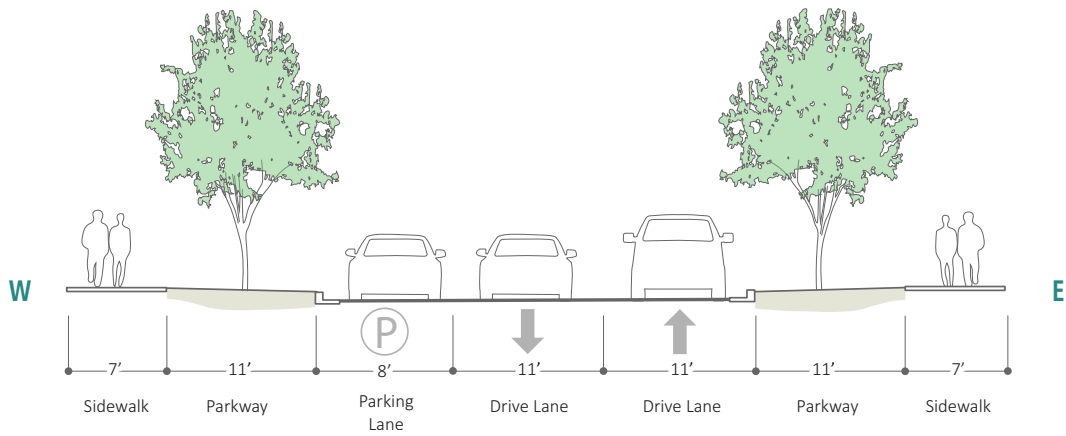 W
E
P
7’ 11’ 8’ 11’ 11’ 11’ 7’
Sidewalk Parkway Parking Lane Drive Lane Drive Lane Parkway Sidewalk